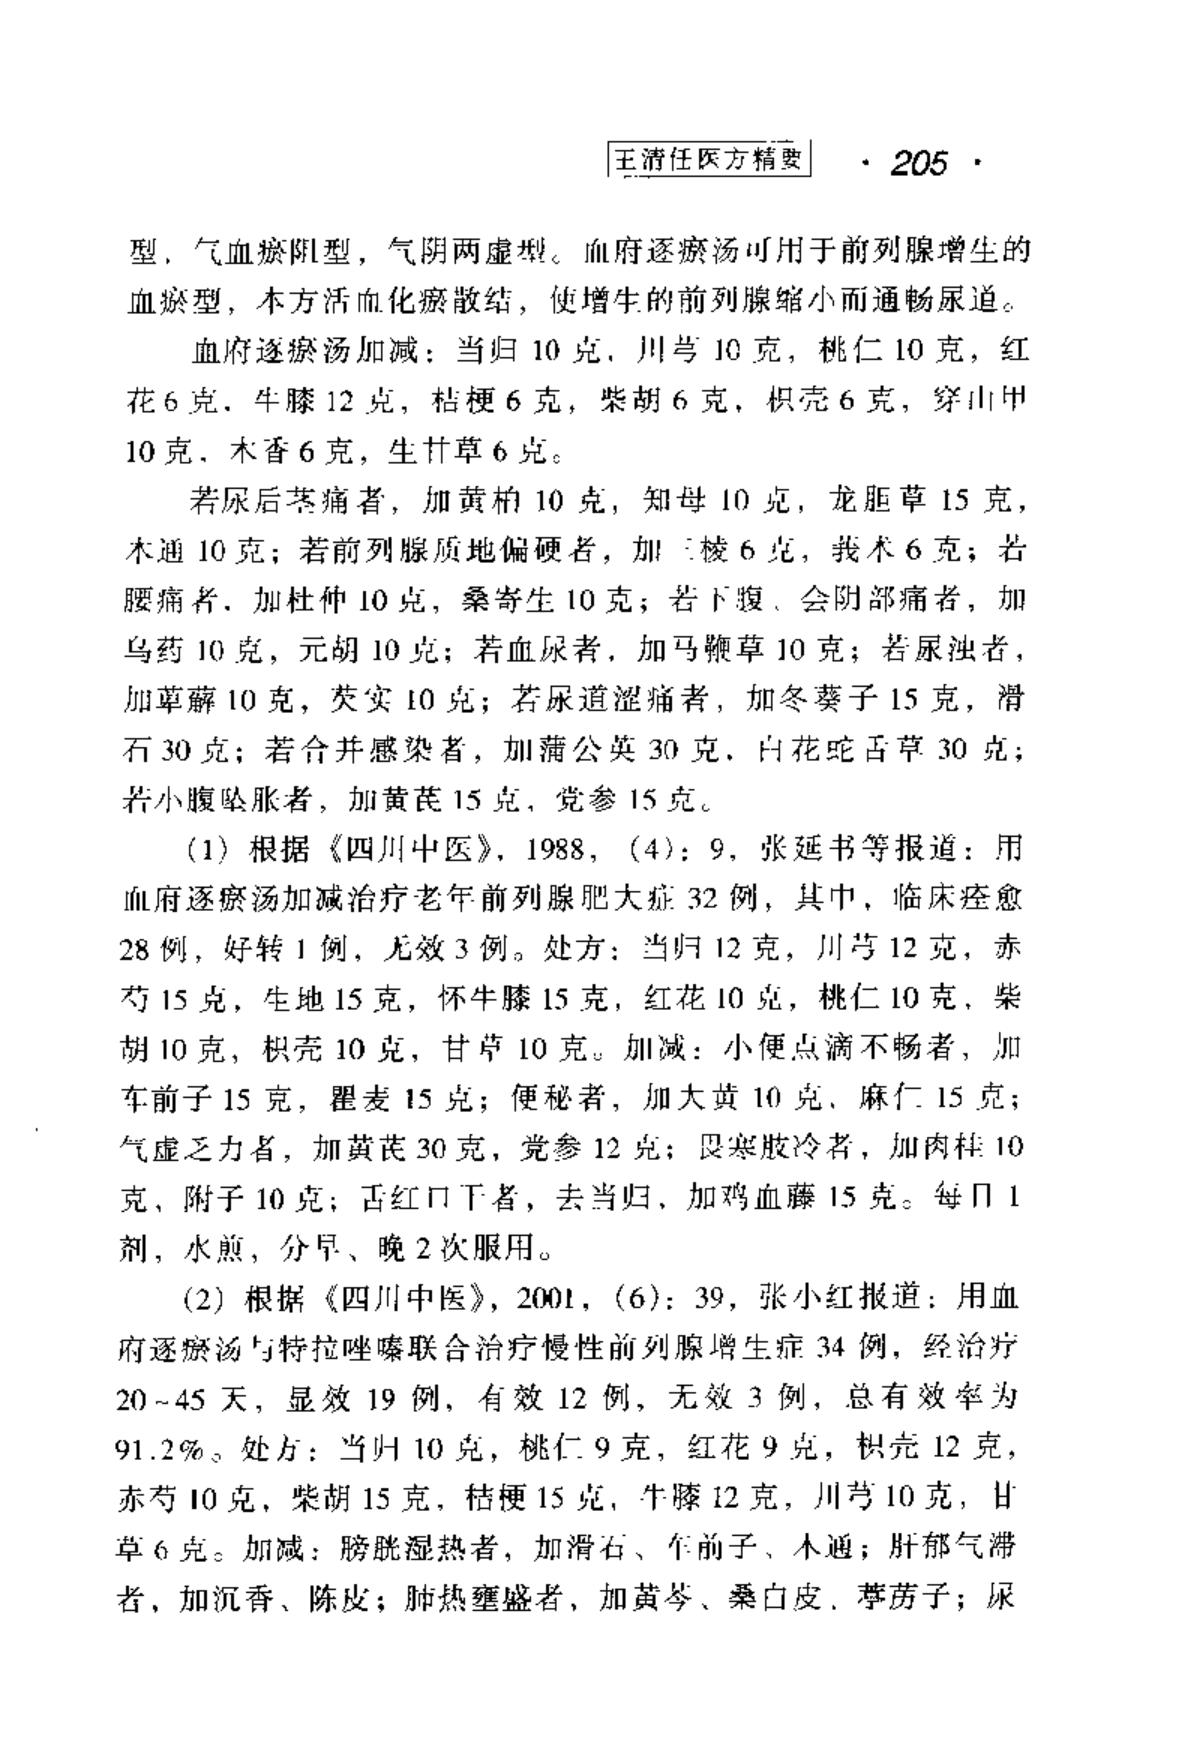 王清任医方精要 · 205 ·
型，气血瘀阻型，气阴两虚型。血府逐瘀汤可用于前列腺增生的
血瘀型，本方活血化瘀散结，使增生的前列腺缩小而通畅尿道。
血府逐瘀汤加减：当归 10 克，川芎 10 克，桃仁 10 克，红
花 6 克，牛膝 12 克，桔梗 6 克，柴胡 6 克，枳壳 6 克，穿山甲
10 克，木香 6 克，生甘草 6 克。
若尿后茎痛者，加黄柏 10 克，知母 10 克，龙胆草 15 克，
木通 10 克；若前列腺质地偏硬者，加三棱 6 克，莪术 6 克；若
腰痛者，加杜仲 10 克，桑寄生 10 克；若下腹、会阴部痛者，加
乌药 10 克，元胡 10 克；若血尿者，加马鞭草 10 克；若尿浊者，
加萆薢 10 克，芡实 10 克；若尿道涩痛者，加冬葵子 15 克，滑
石 30 克；若合并感染者，加蒲公英 30 克，白花蛇舌草 30 克；
若小腹坠胀者，加黄芪 15 克，党参 15 克。
（1）根据《四川中医》，1988，（4）：9，张延书等报道：用
血府逐瘀汤加减治疗老年前列腺肥大症 32 例，其中，临床痊愈
28 例，好转 1 例，无效 3 例。处方：当归 12 克，川芎 12 克，赤
芍 15 克，生地 15 克，怀牛膝 15 克，红花 10 克，桃仁 10 克，柴
胡 10 克，枳壳 10 克，甘草 10 克。加减：小便点滴不畅者，加
车前子 15 克，瞿麦 15 克；便秘者，加大黄 10 克，麻仁 15 克；
气虚乏力者，加黄芪 30 克，党参 12 克；畏寒肢冷者，加肉桂 10
克，附子 10 克；舌红口干者，去当归，加鸡血藤 15 克。每日 1
剂，水煎，分早、晚 2 次服用。
（2）根据《四川中医》，2001，（6）：39，张小红报道：用血
府逐瘀汤与特拉唑嗪联合治疗慢性前列腺增生症 34 例，经治疗
20~45 天，显效 19 例，有效 12 例，无效 3 例，总有效率为
91.2%。处方：当归 10 克，桃仁 9 克，红花 9 克，枳壳 12 克，
赤芍 10 克，柴胡 15 克，桔梗 15 克，牛膝 12 克，川芎 10 克，甘
草 6 克。加减：膀胱湿热者，加滑石、车前子、木通；肝郁气滞
者，加沉香、陈皮；肺热壅盛者，加黄芩、桑白皮、葶苈子；尿